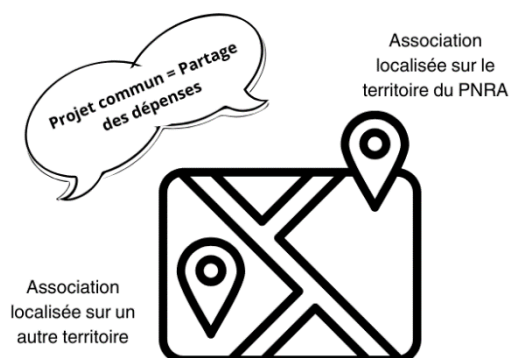 Projet commun = Partage
des dépenses
Association
localisée sur le
territoire du PNRA
Association
localisée sur un
autre territoire